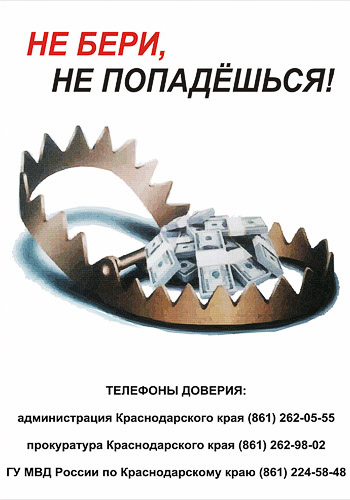 НЕ БЕРИ,
НЕ ПОПАДЁШЬСЯ!
ТЕЛЕФОНЫ ДОВЕРИЯ:
администрация Краснодарского края (861) 262-05-55
прокуратура Краснодарского края (861) 262-98-02
ГУ МВД России по Краснодарскому краю (861) 224-58-48